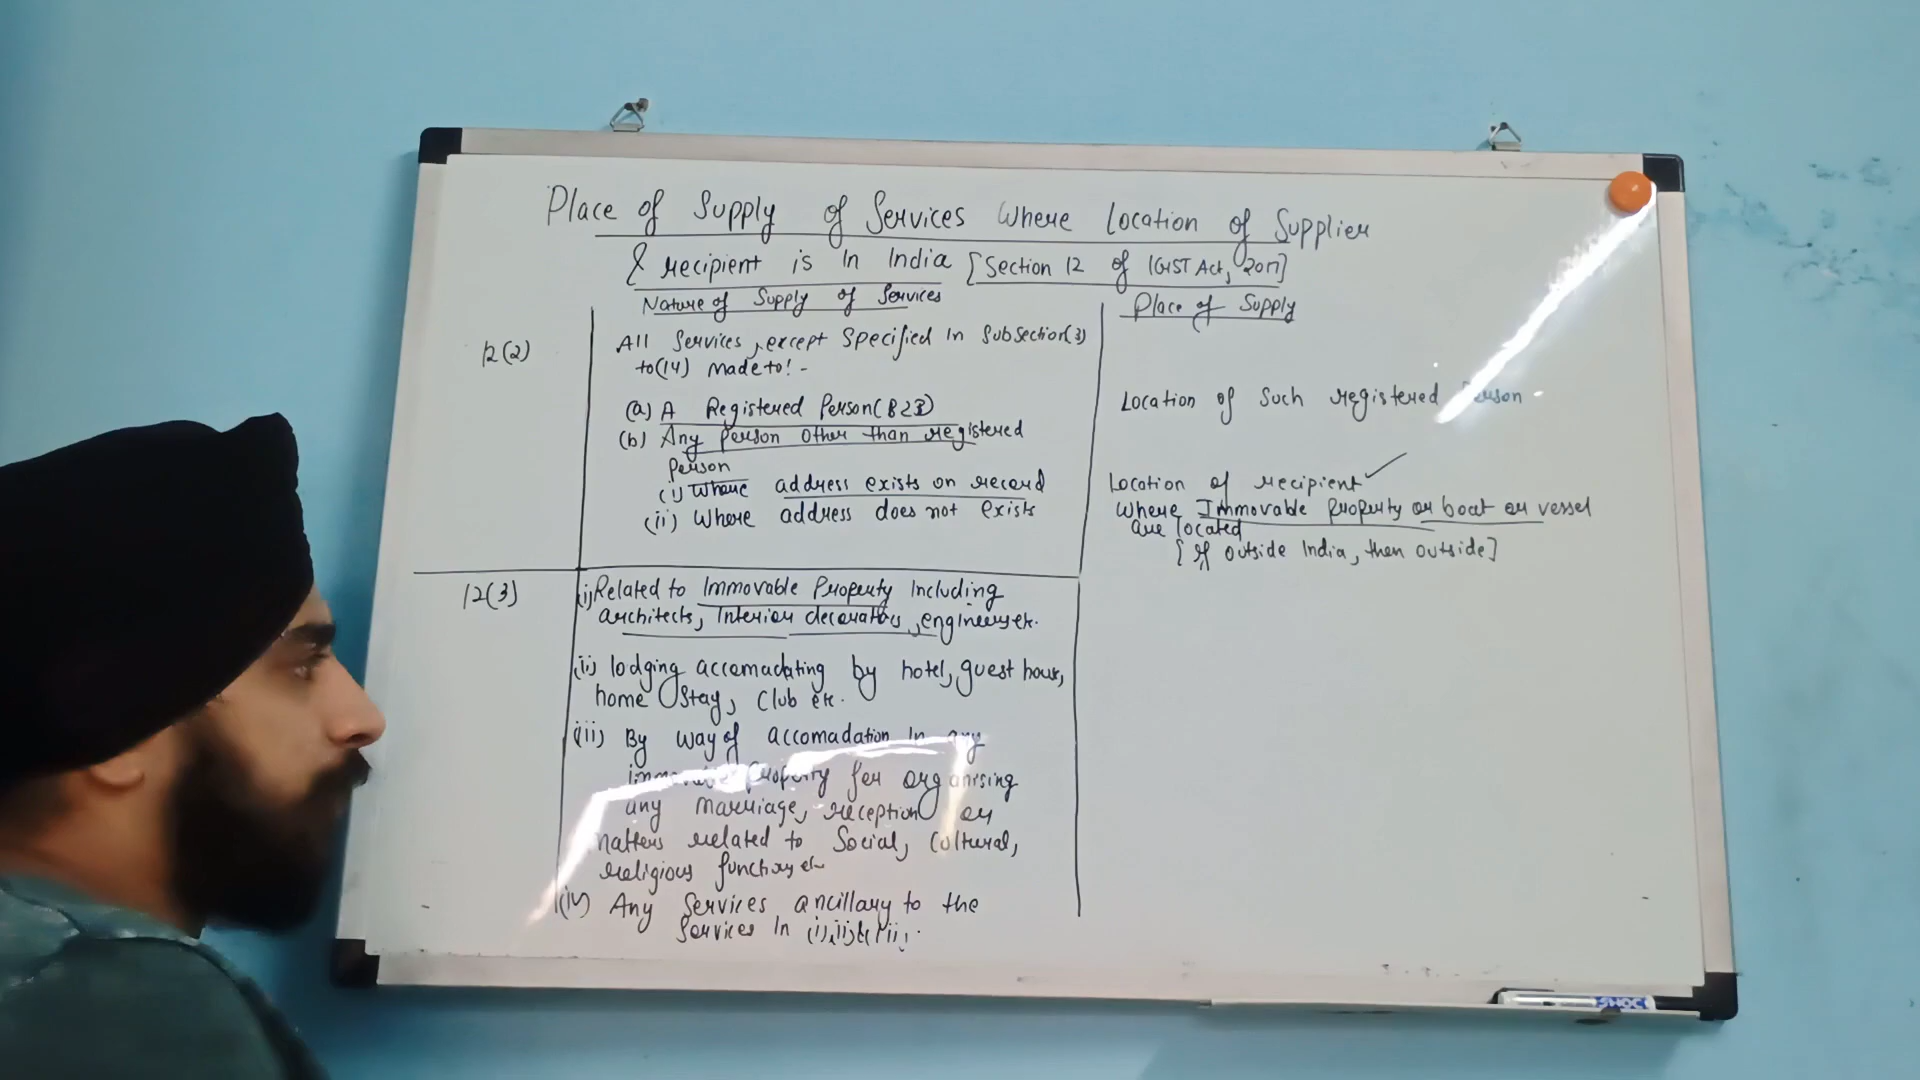 Place of Supply of Services where Location of Supplier
& recipient is in India [Section 12 of IGST Act, 2017]
Nature of Supply of Services
Place of Supply
12(2)
All Services, except Specified in Subsection(3)
to(14) made to:-
(a) A Registered Person(B2B)
Location of Such registered Person
(b) Any person other than registered
Person
(i) Where address exists on record
Location of recipient
(ii) Where address does not exists
Where Immovable Property or boat or vessel
are located
[If outside India, then outside]
12(3)
(i) Related to Immovable Property Including
architects, Interior decorators, engineers etc.
(ii) lodging accomadating by hotel, guest house,
home Stay, Club etc.
(iii) By way of accomadation in any
immovable Property for organising
any marriage, reception or
matters related to Social, Cultural,
religious functions etc
(iv) Any Services ancillary to the
Services In (i), ii) & iii).